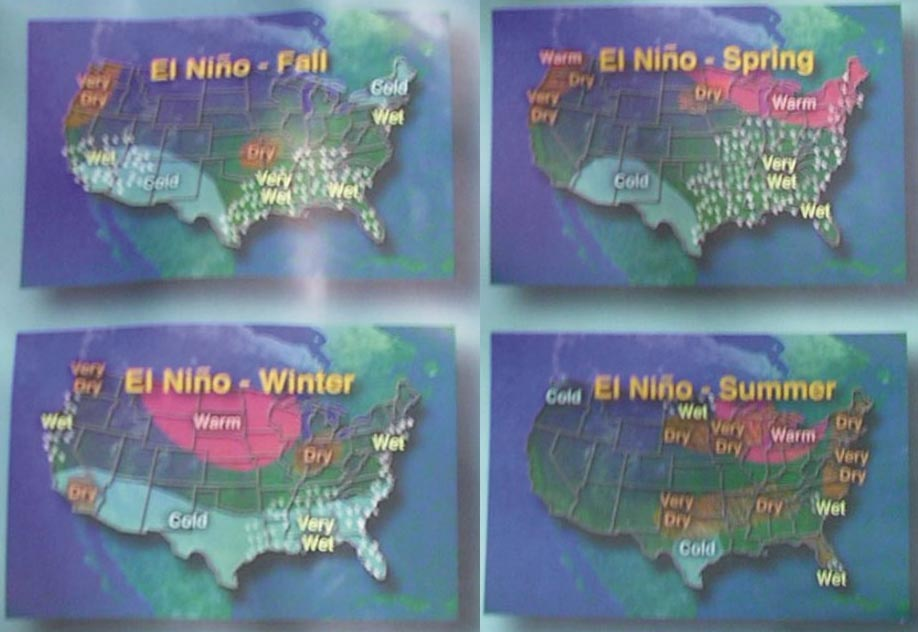 El Niño - Fall
Very
Dry
Cold
Wet
Wet
Dry
Cold
Very
Wet
Wet
El Niño - Spring
Warm
Dry
Very
Dry
Dry
Warm
Cold
Very
Wet
Wet
El Niño - Winter
Very
Dry
Wet
Warm
Wet
Dry
Dry
Cold
Very
Wet
El Niño - Summer
Cold
Wet
Dry
Very
Dry
Warm
Dry
Very
Dry
Very
Dry
Dry
Wet
Cold
Wet